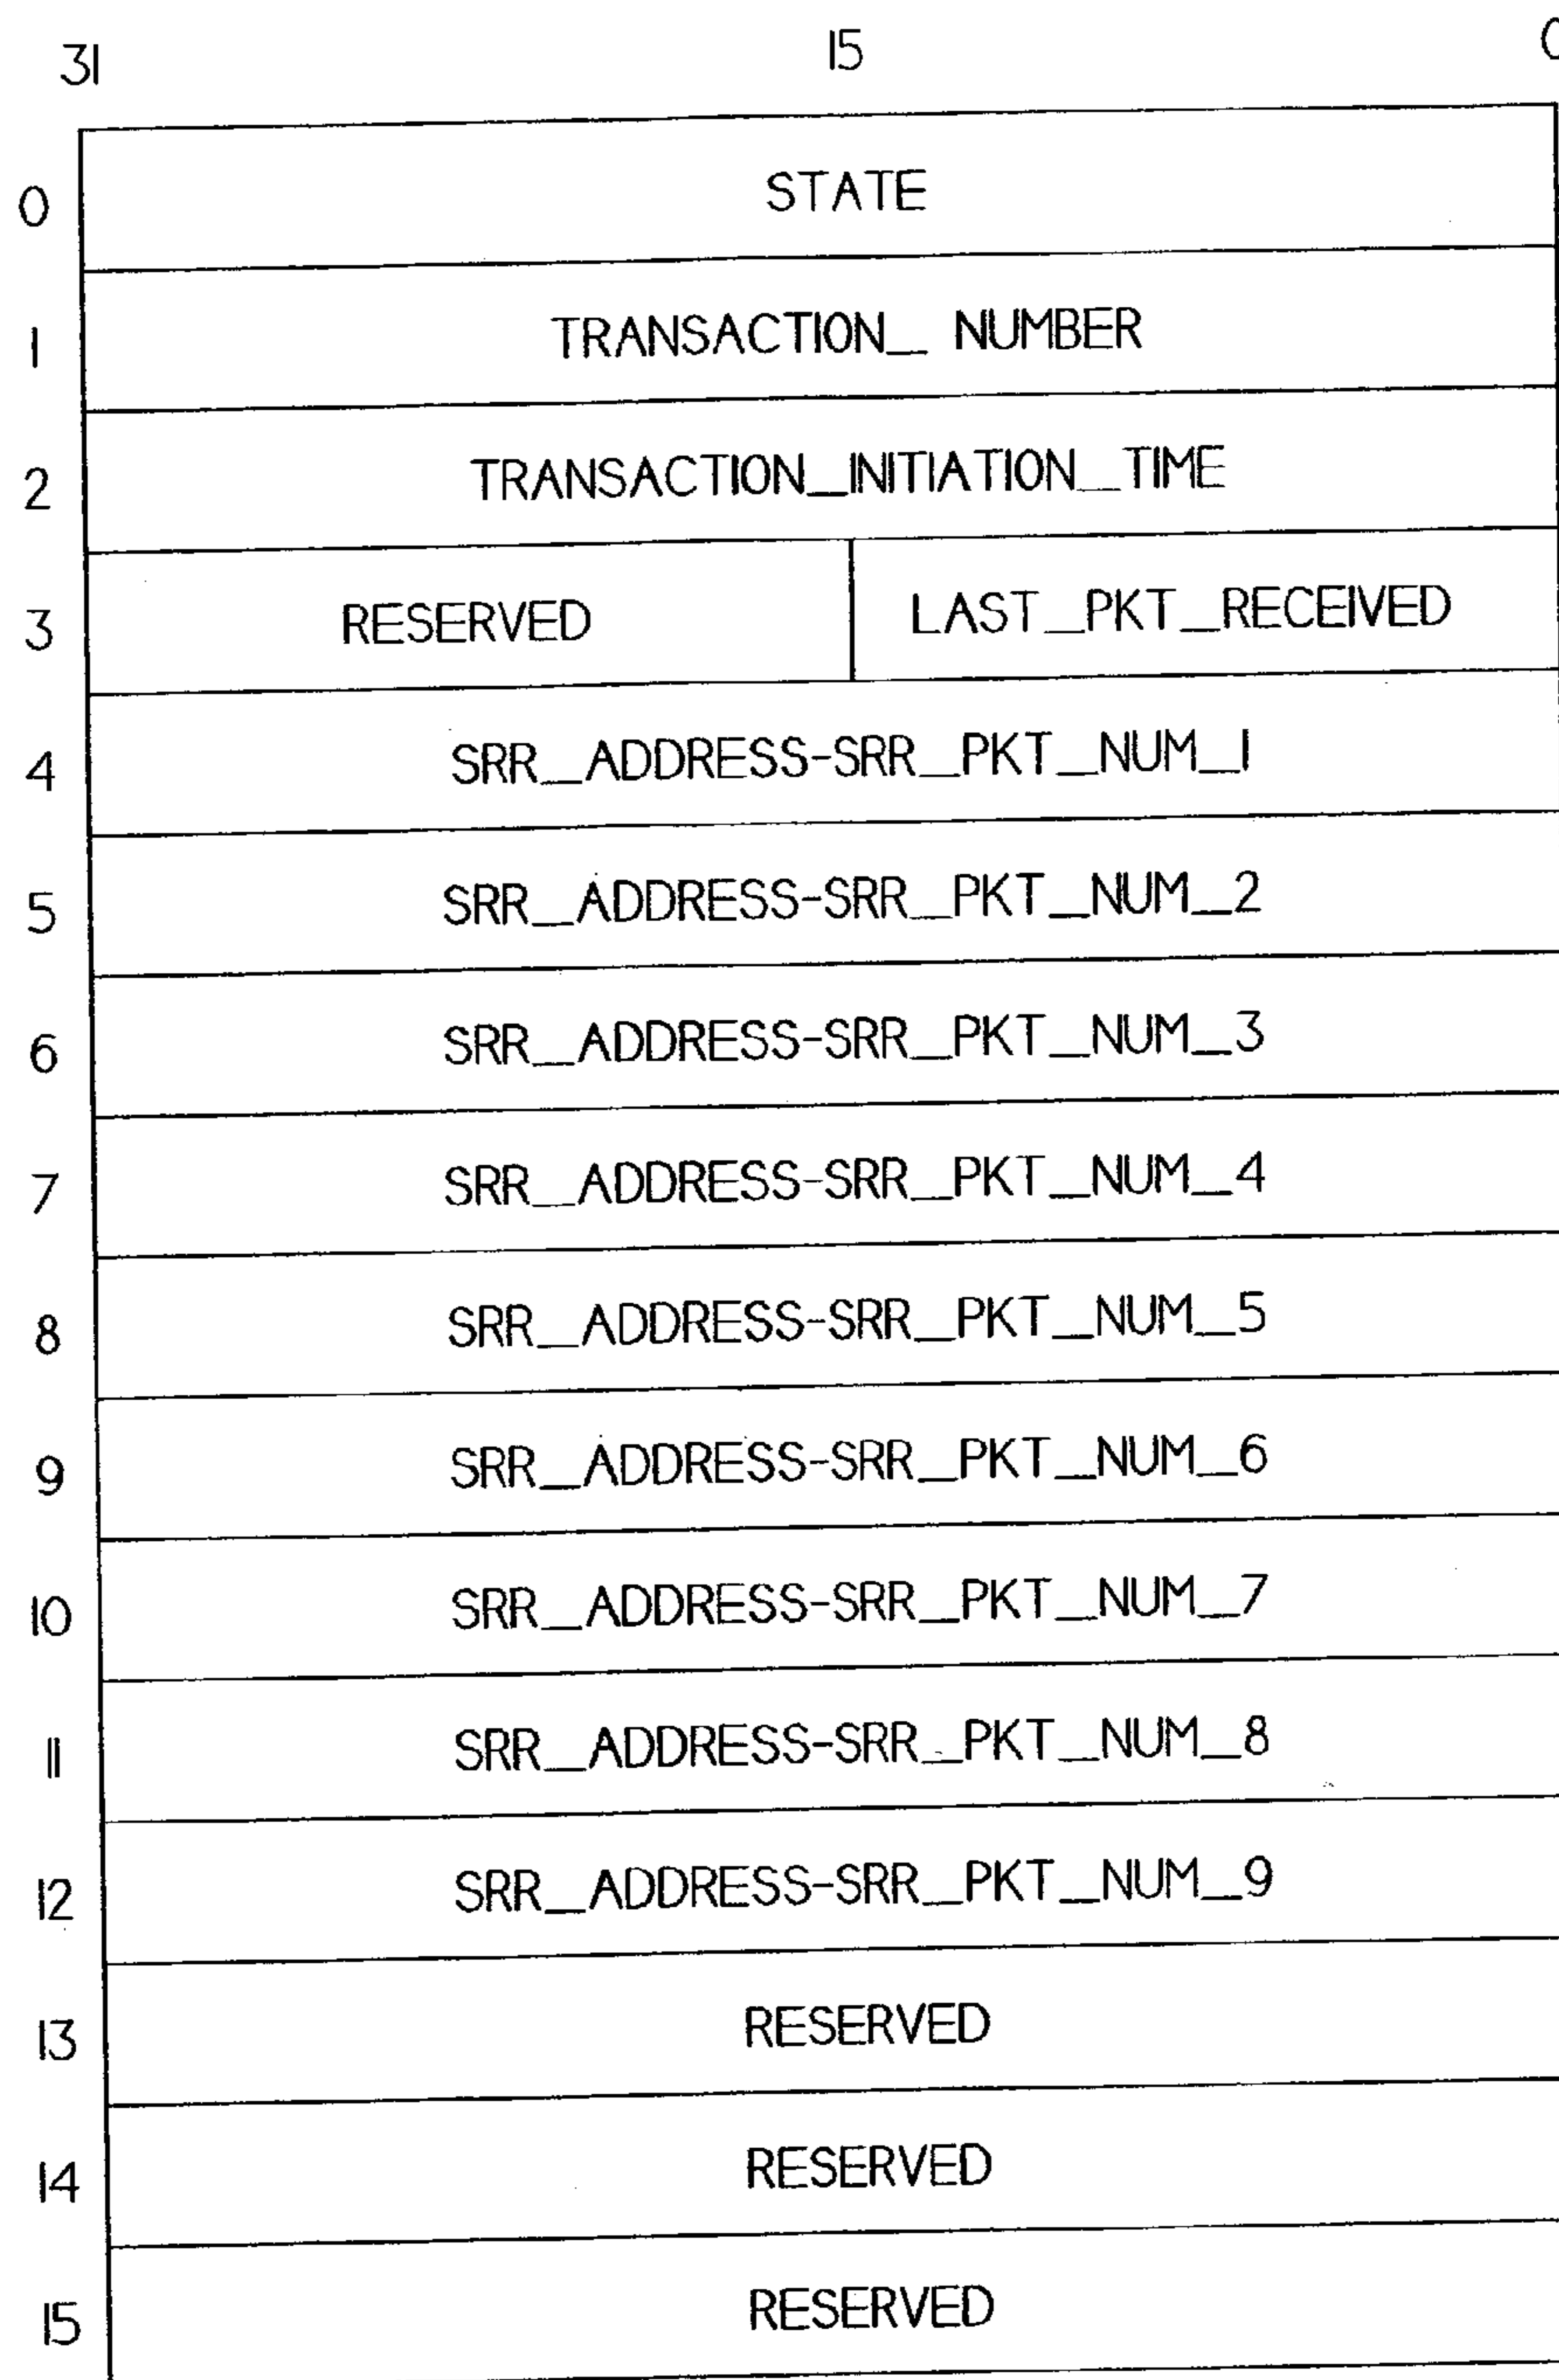 31 15 0
0 STATE
1 TRANSACTION_ NUMBER
2 TRANSACTION_INITIATION_TIME
3 RESERVED LAST_PKT_RECEIVED
4 SRR_ADDRESS-SRR_PKT_NUM_1
5 SRR_ADDRESS-SRR_PKT_NUM_2
6 SRR_ADDRESS-SRR_PKT_NUM_3
7 SRR_ADDRESS-SRR_PKT_NUM_4
8 SRR_ADDRESS-SRR_PKT_NUM_5
9 SRR_ADDRESS-SRR_PKT_NUM_6
10 SRR_ADDRESS-SRR_PKT_NUM_7
11 SRR_ADDRESS-SRR_PKT_NUM_8
12 SRR_ADDRESS-SRR_PKT_NUM_9
13 RESERVED
14 RESERVED
15 RESERVED